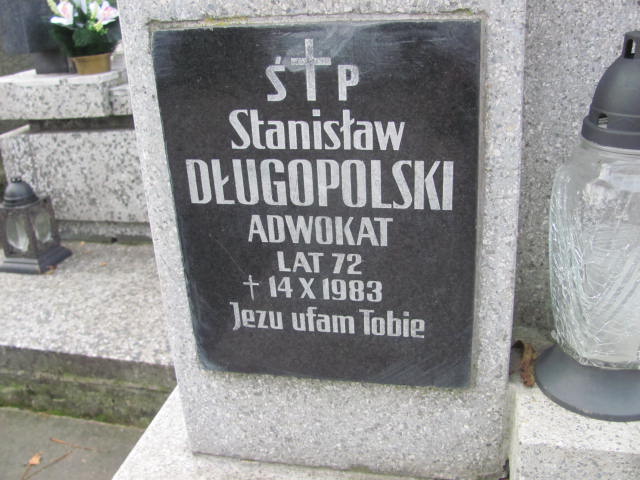 Ś † P
Stanisław
DŁUGOPOLSKI
ADWOKAT
LAT 72
† 14 X 1983
Jezu ufam Tobie